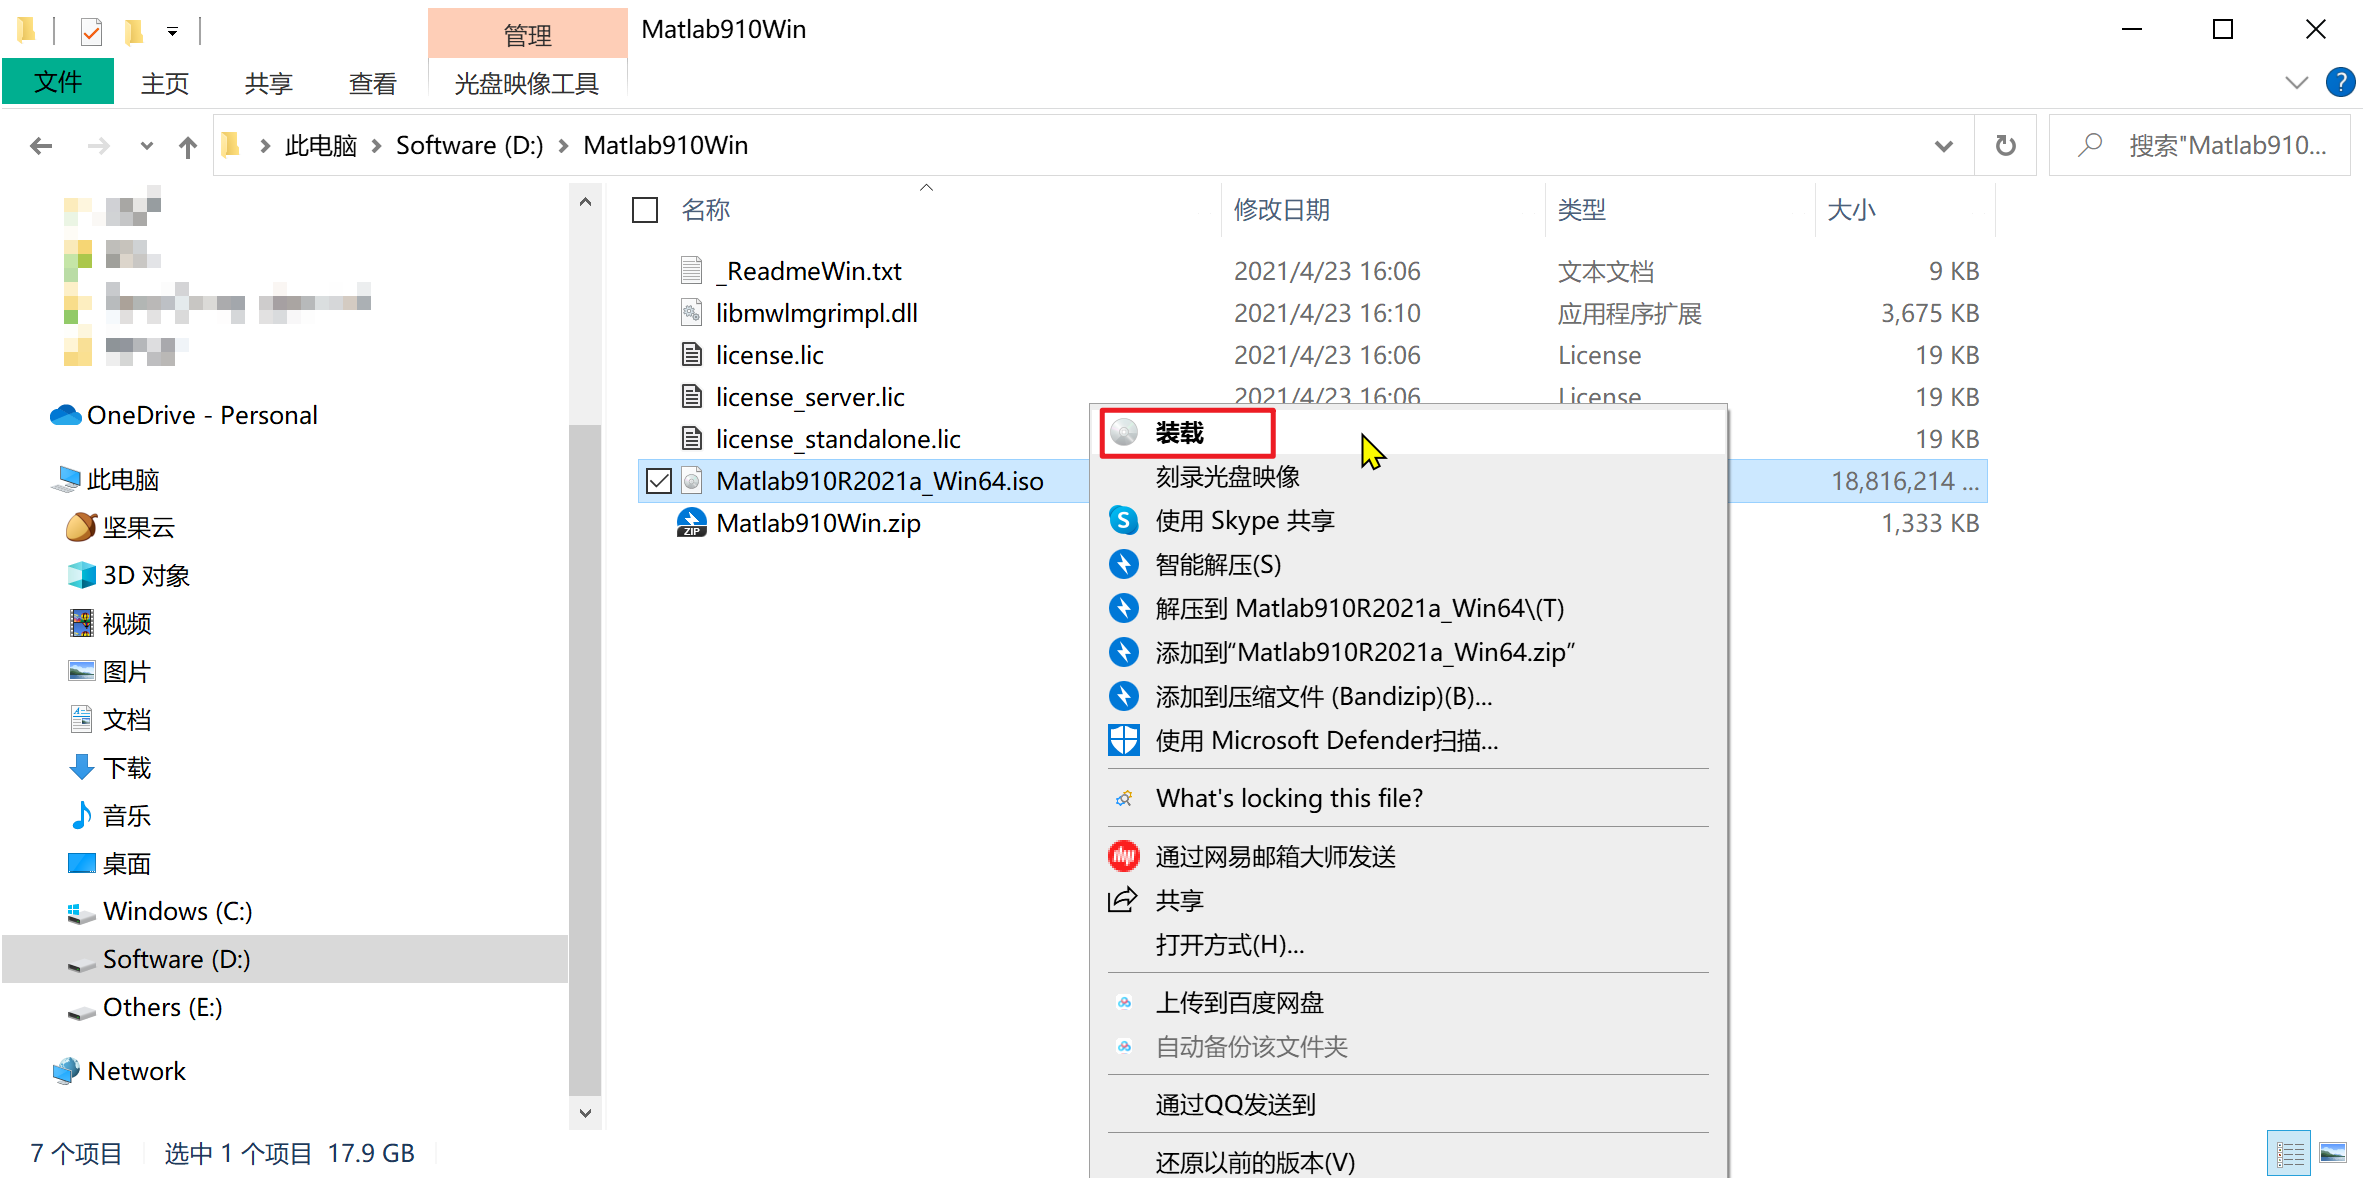 管理
Matlab910Win
文件
主页
共享
查看
光盘映像工具
此电脑
Software (D:)
Matlab910Win
搜索"Matlab910...
名称
修改日期
类型
大小
_ReadmeWin.txt 2021/4/23 16:06 文本文档 9 KB
libmwlmgrimpl.dll 2021/4/23 16:10 应用程序扩展 3,675 KB
license.lic 2021/4/23 16:06 License 19 KB
license_server.lic 2021/4/23 16:06 License 19 KB
license_standalone.lic 19 KB
Matlab910R2021a_Win64.iso 18,816,214 ...
Matlab910Win.zip 1,333 KB
OneDrive - Personal
此电脑
坚果云
3D 对象
视频
图片
文档
下载
音乐
桌面
Windows (C:)
Software (D:)
Others (E:)
Network
装载
刻录光盘映像
使用 Skype 共享
智能解压(S)
解压到 Matlab910R2021a_Win64\(T)
添加到“Matlab910R2021a_Win64.zip”
添加到压缩文件 (Bandizip)(B)...
使用 Microsoft Defender扫描...
What's locking this file?
通过网易邮箱大师发送
共享
打开方式(H)...
上传到百度网盘
自动备份该文件夹
通过QQ发送到
还原以前的版本(V)
7 个项目
选中 1 个项目 17.9 GB